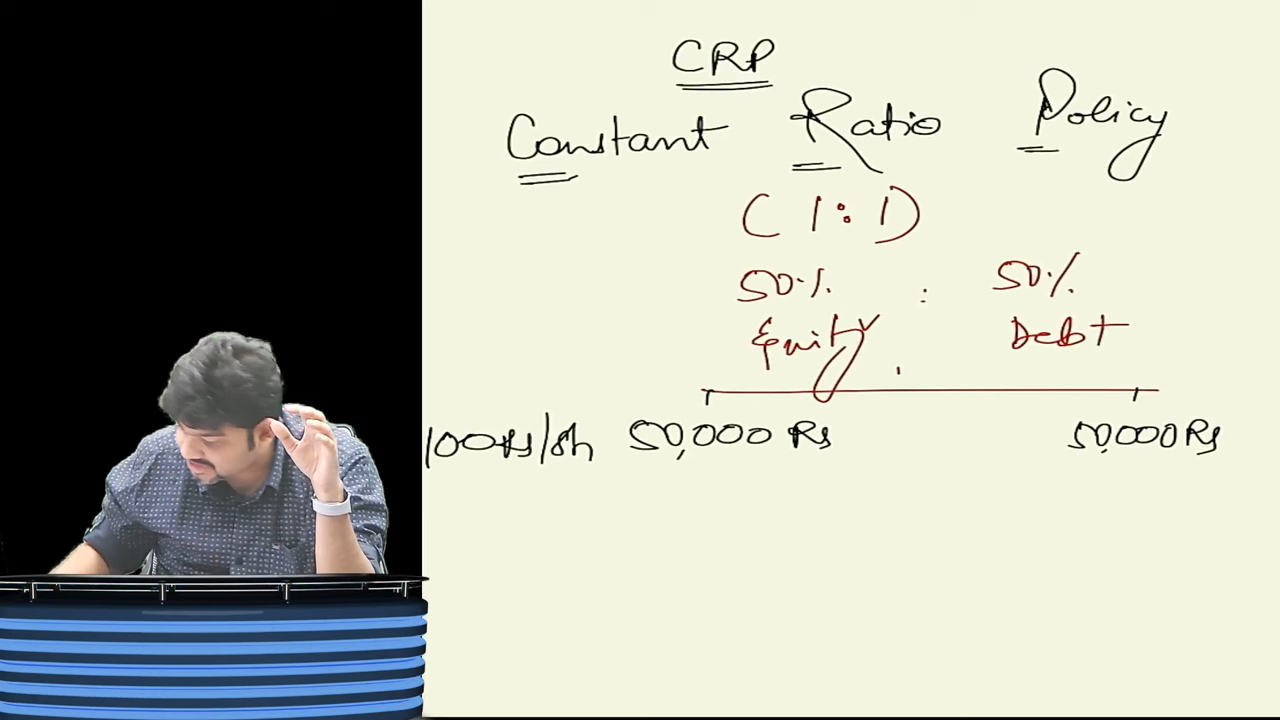 CRP
Constant Ratio Policy
(1:1)
50% : 50%
Equity Debt
100Rs/sh 50,000 Rs 50,000 Rs